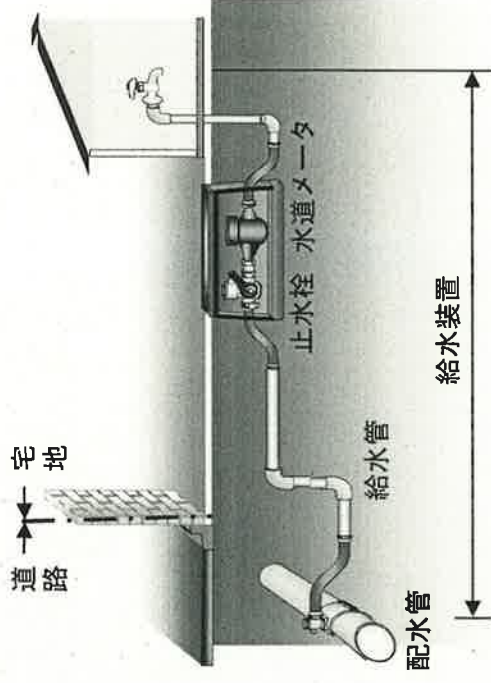 道路
宅地
止水栓
水道メータ
給水管
配水管
給水装置